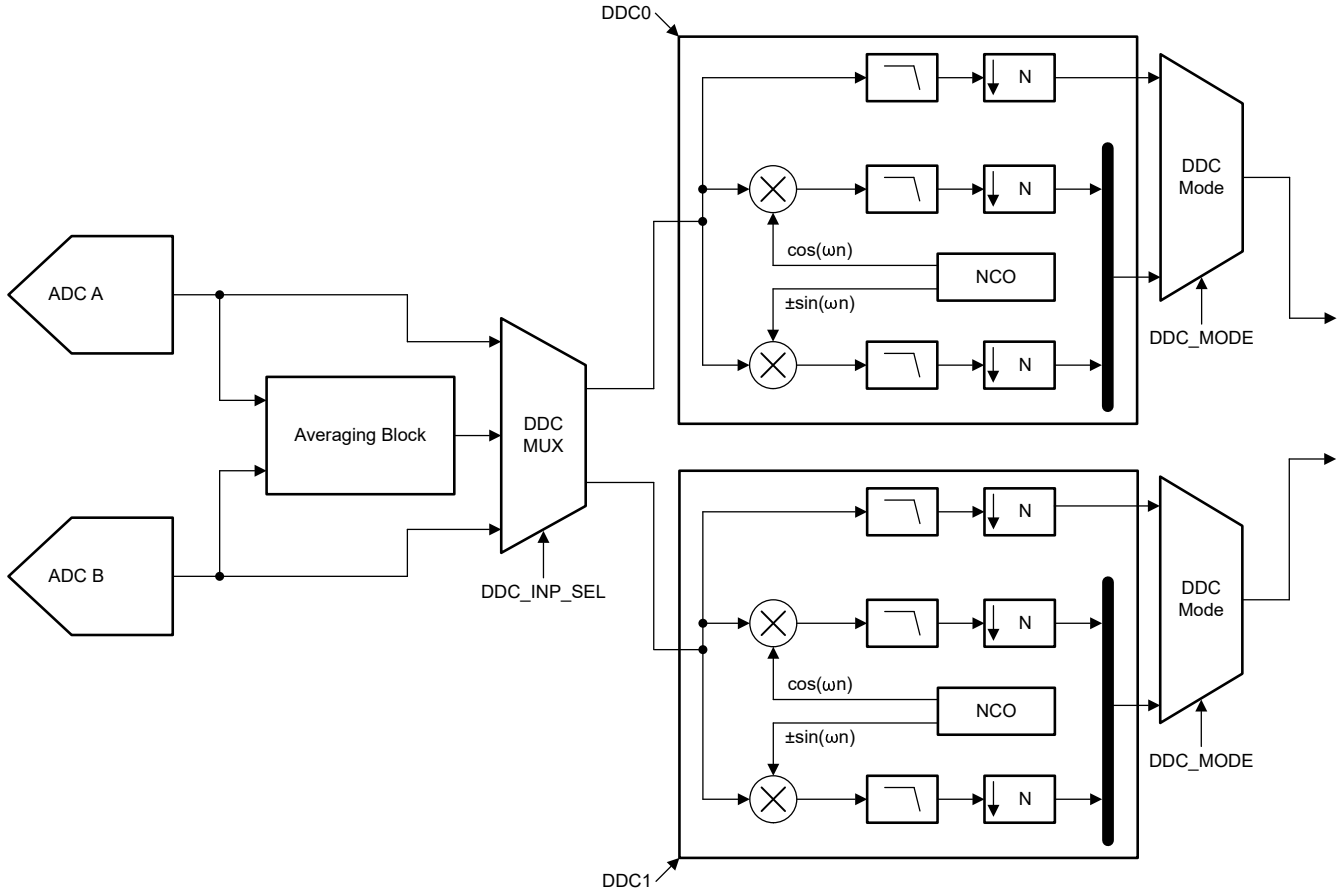 DDC0
N
DDC
Mode
N
cos(ωn)
NCO
±sin(ωn)
DDC_MODE
N
ADC A
Averaging Block
DDC
MUX
ADC B
DDC_INP_SEL
N
DDC
Mode
N
cos(ωn)
NCO
±sin(ωn)
DDC_MODE
N
DDC1